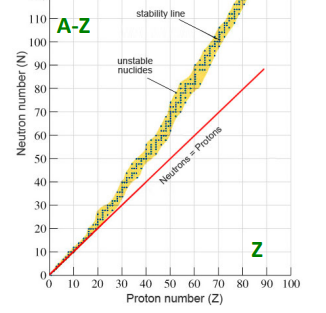 110
A-Z
stability line
100
unstable
nuclides
90
80
70
60
50
40
30
20
10
0
Neutron number (N)
Neutrons = Protons
Z
0 10 20 30 40 50 60 70 80 90 100
Proton number (Z)